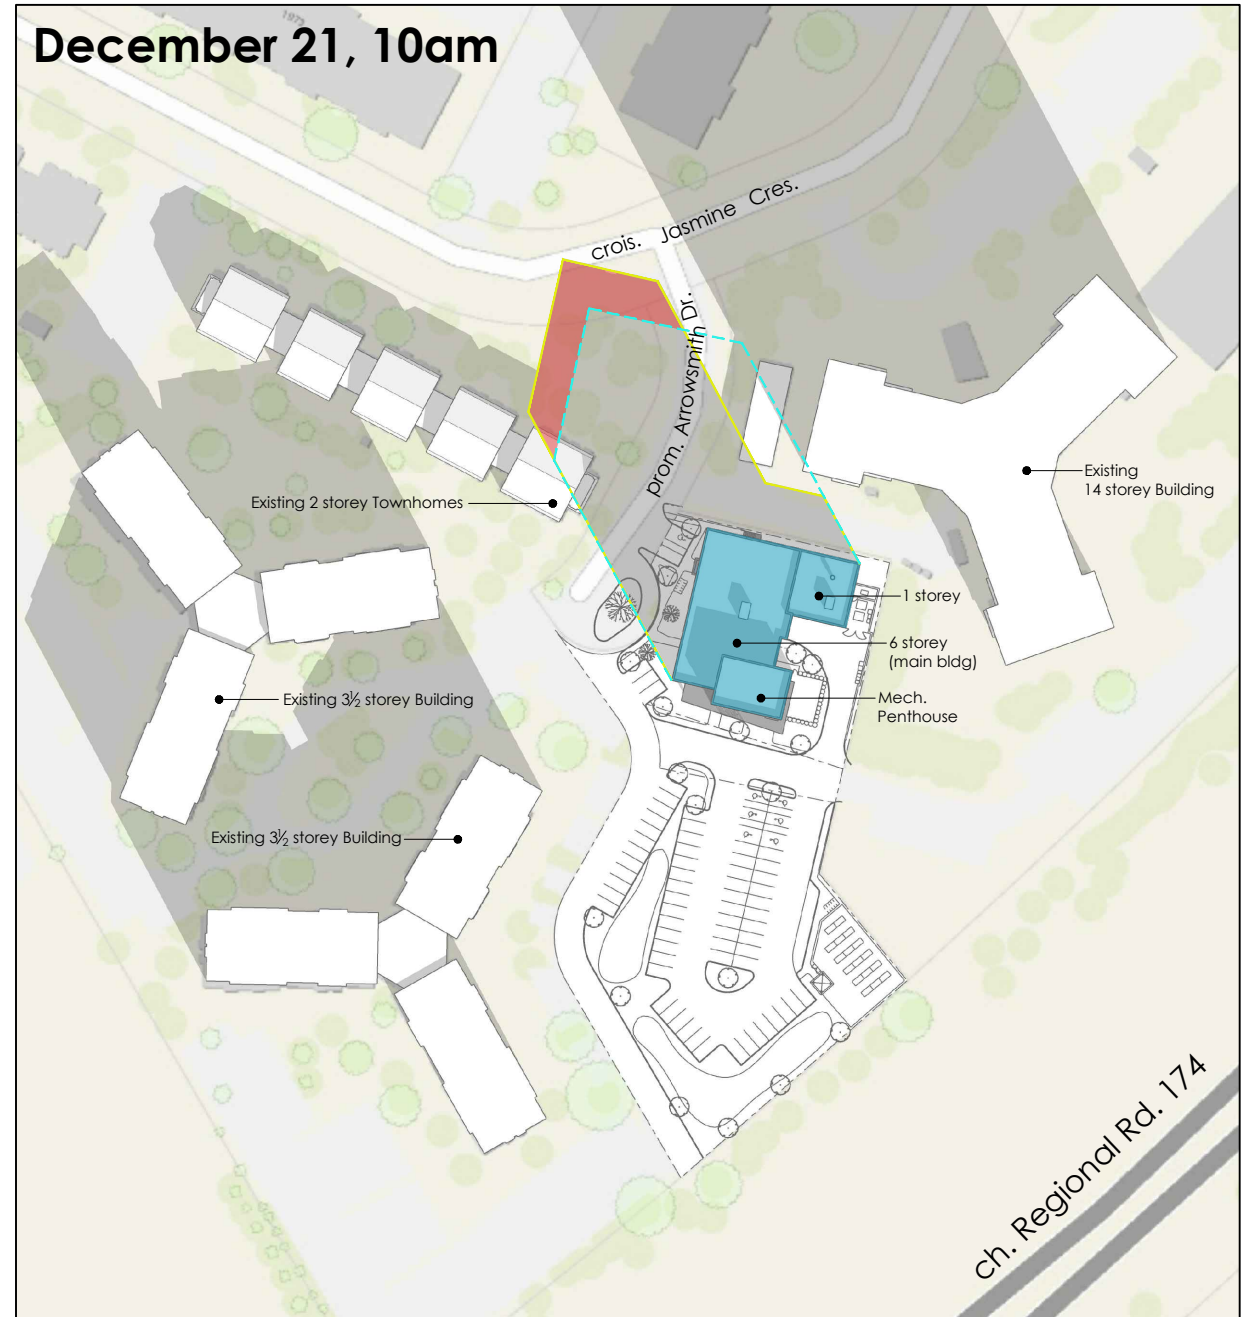 December 21, 10am
1973
crois. Jasmine Cres.
prom. Arrowsmith Dr.
Existing
14 storey Building
Existing 2 storey Townhomes
1 storey
6 storey
(main bldg)
Existing 3½ storey Building
Mech.
Penthouse
Existing 3½ storey Building
ch. Regional Rd. 174